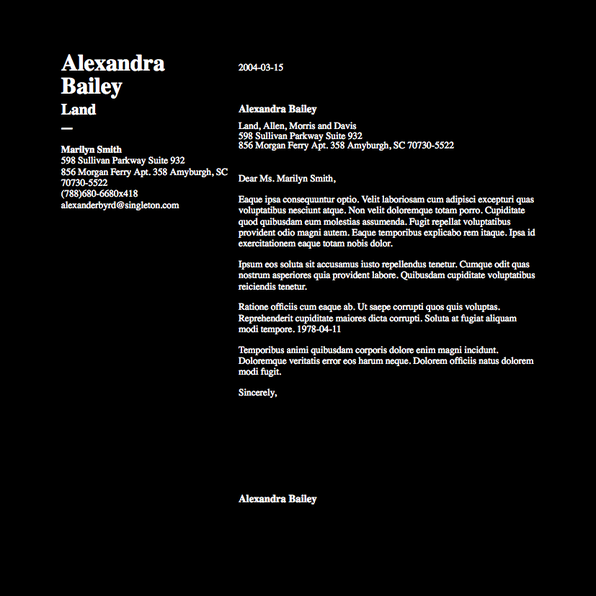 Alexandra
Bailey
Land
—
Marilyn Smith
598 Sullivan Parkway Suite 932
856 Morgan Ferry Apt. 358 Amyburgh, SC
70730-5522
(788)680-6680x418
alexanderbyrd@singleton.com
2004-03-15
Alexandra Bailey
Land, Allen, Morris and Davis
598 Sullivan Parkway Suite 932
856 Morgan Ferry Apt. 358 Amyburgh, SC 70730-5522
Dear Ms. Marilyn Smith,
Eaque ipsa consequuntur optio. Velit laboriosam cum adipisci excepturi quas
voluptatibus nesciunt atque. Non velit doloremque totam porro. Cupiditate
quod quibusdam eum molestias assumenda. Fugit repellat voluptatibus
provident odio magni autem. Eaque temporibus explicabo rem itaque. Ipsa id
exercitationem eaque totam nobis dolor.
Ipsum eos soluta sit accusamus iusto repellendus tenetur. Cumque odit quas
nostrum asperiores quia provident labore. Quibusdam cupiditate voluptatibus
reiciendis tenetur.
Ratione officiis cum eaque ab. Ut saepe corrupti quos quis voluptas.
Reprehenderit cupiditate maiores dicta corrupti. Soluta at fugiat aliquam
modi tempore. 1978-04-11
Temporibus animi quibusdam corporis dolore enim magni incidunt.
Doloremque veritatis error eos harum neque. Dolorem officiis natus dolorem
modi fugit.
Sincerely,
Alexandra Bailey